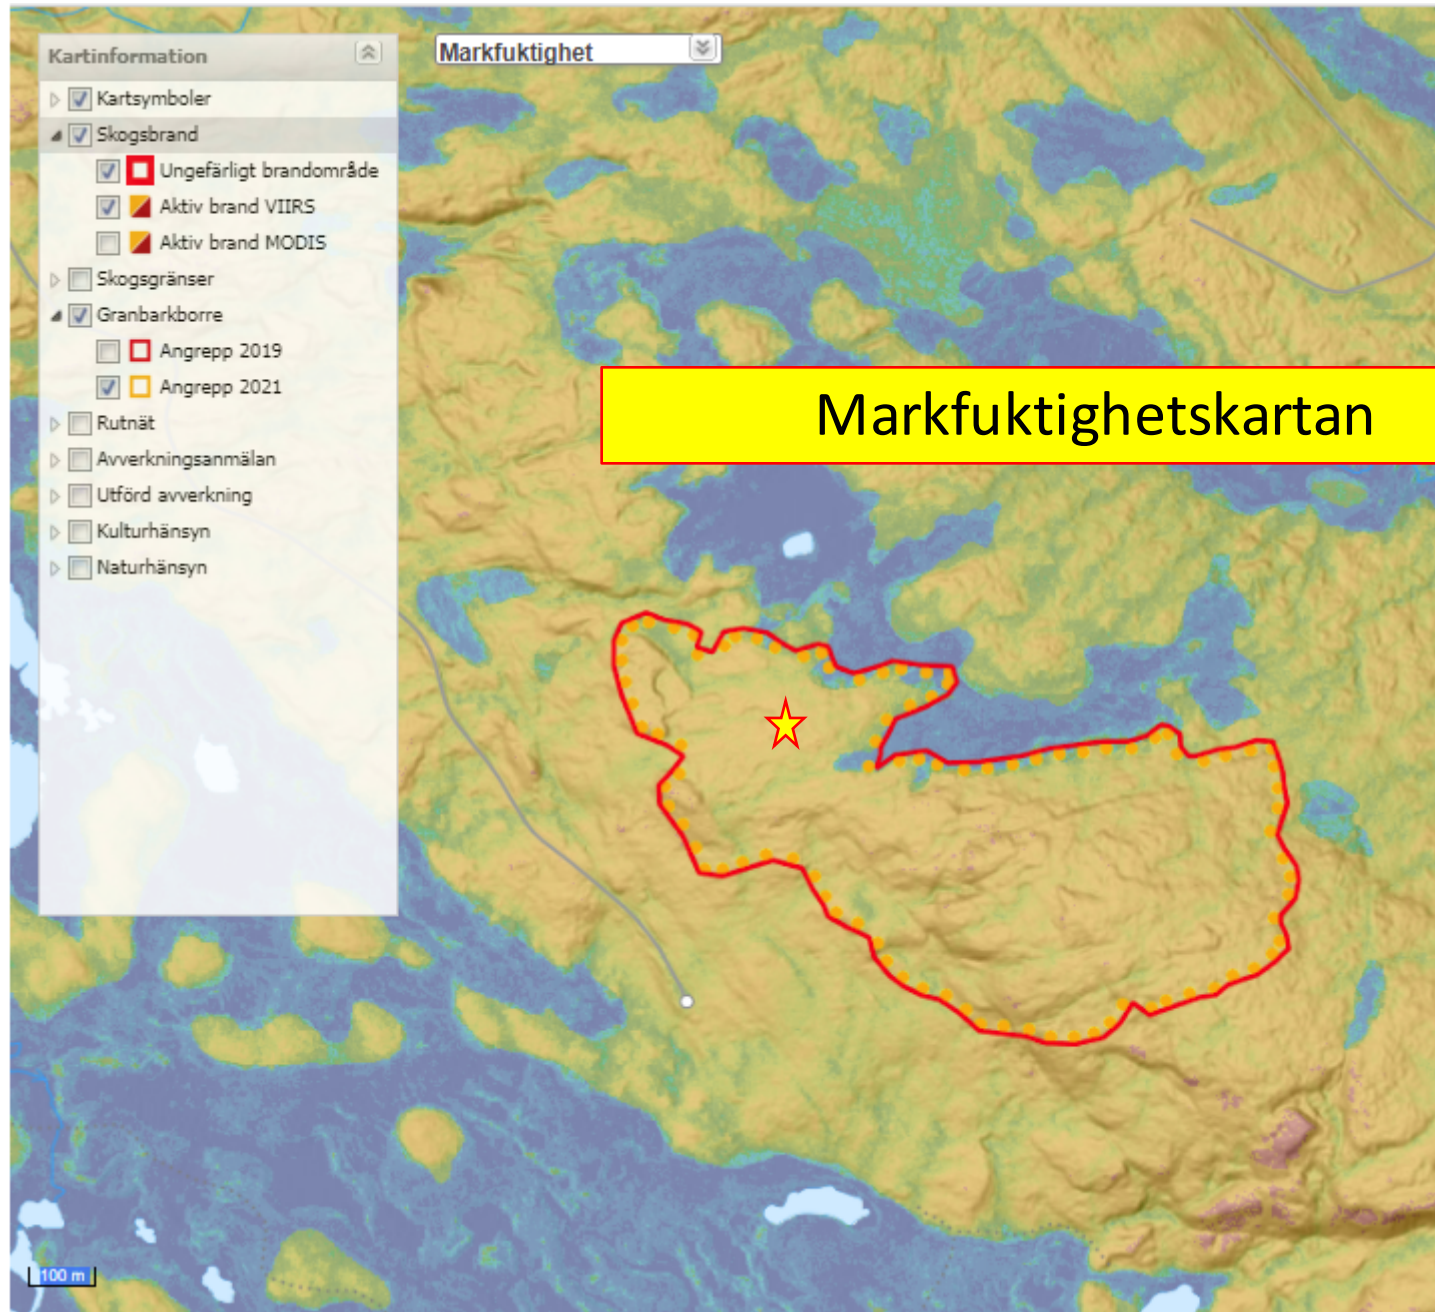 Kartinformation
Markfuktighet
Kartsymboler
Skogsbrand
Ungefärligt brandområde
Aktiv brand VIIRS
Aktiv brand MODIS
Skogsgränser
Granbarkborre
Angrepp 2019
Angrepp 2021
Markfuktighetskartan
Rutnät
Avverkningsanmälan
Utförd avverkning
Kulturhänsyn
Naturhänsyn
100 m